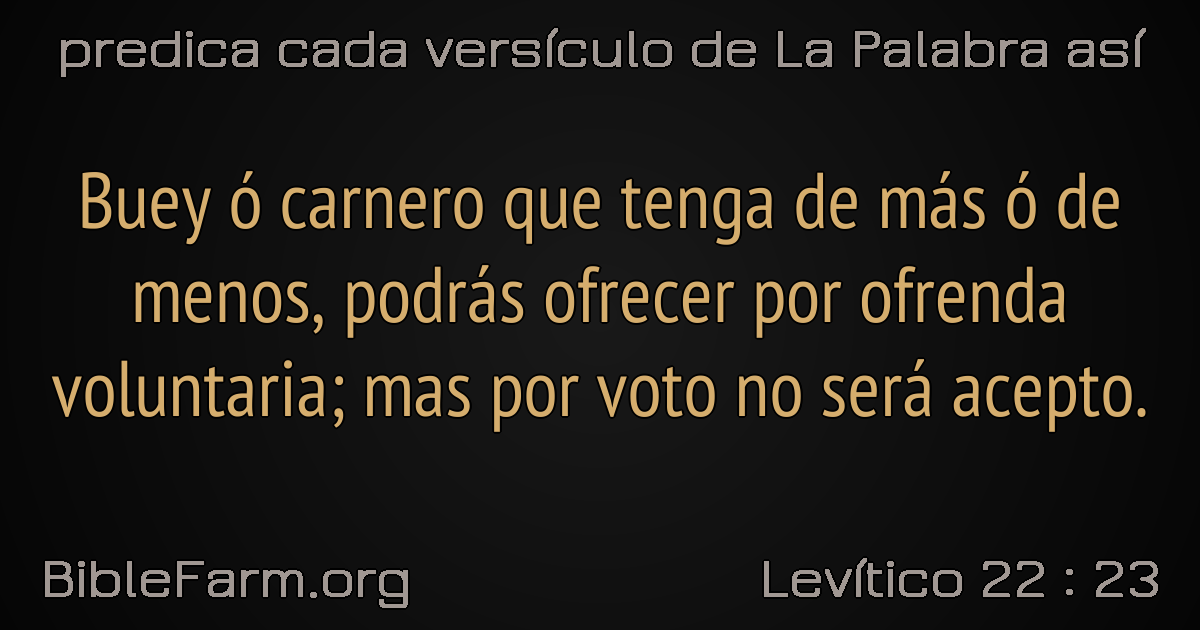 predica cada versículo de La Palabra así
Buey ó carnero que tenga de más ó de
menos, podrás ofrecer por ofrenda
voluntaria; mas por voto no será acepto.
BibleFarm.org
Levítico 22 : 23